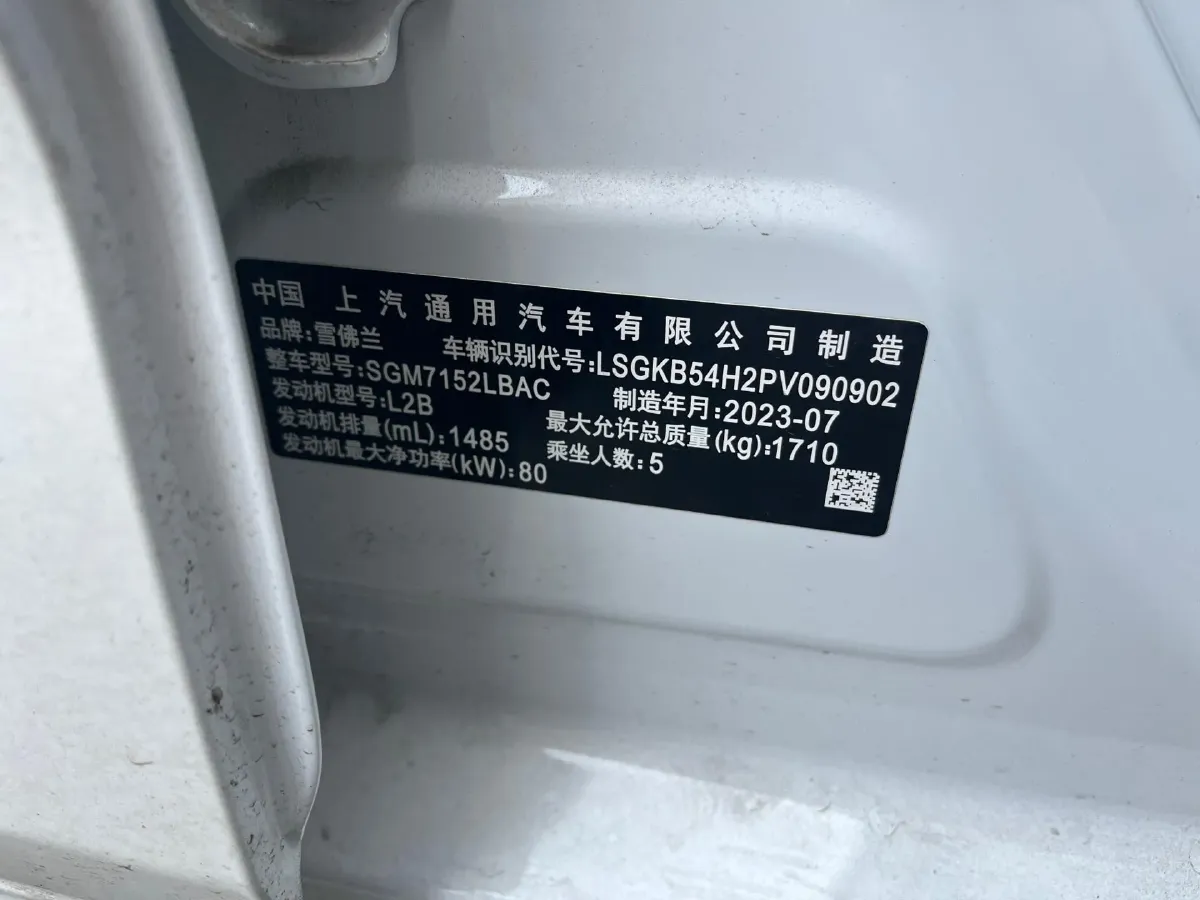 中国 上汽通用汽车有限公司制造
品牌:雪佛兰 车辆识别代号:LSGKB54H2PV090902
整车型号:SGM7152LBAC 制造年月:2023-07
发动机型号:L2B 最大允许总质量(kg):1710
发动机排量(mL):1485 乘坐人数:5
发动机最大净功率(kW):80